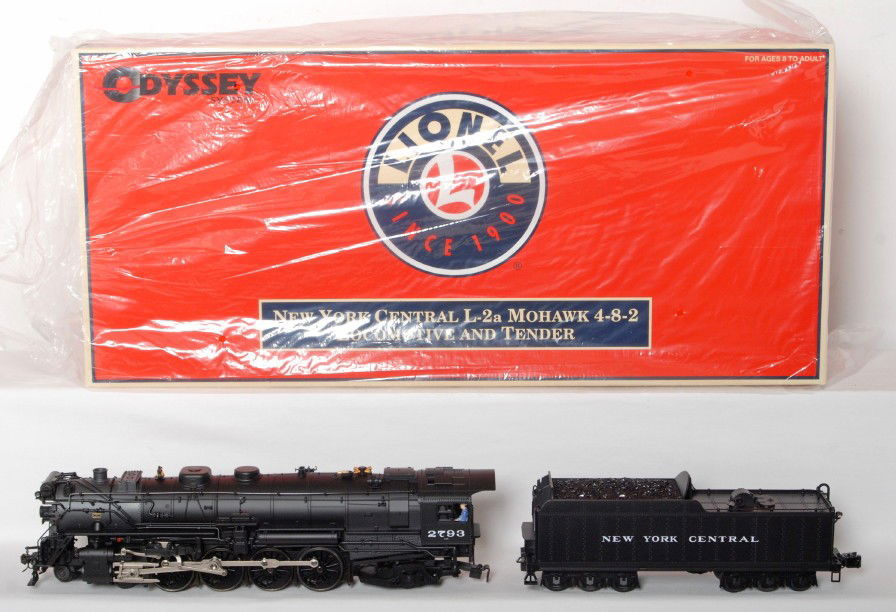 ODYSSEY
FOR AGES 8 TO ADULT
LIONEL
L
SINCE 1900
®
NEW YORK CENTRAL L-2a MOHAWK 4-8-2
LOCOMOTIVE AND TENDER
2793
NEW YORK CENTRAL